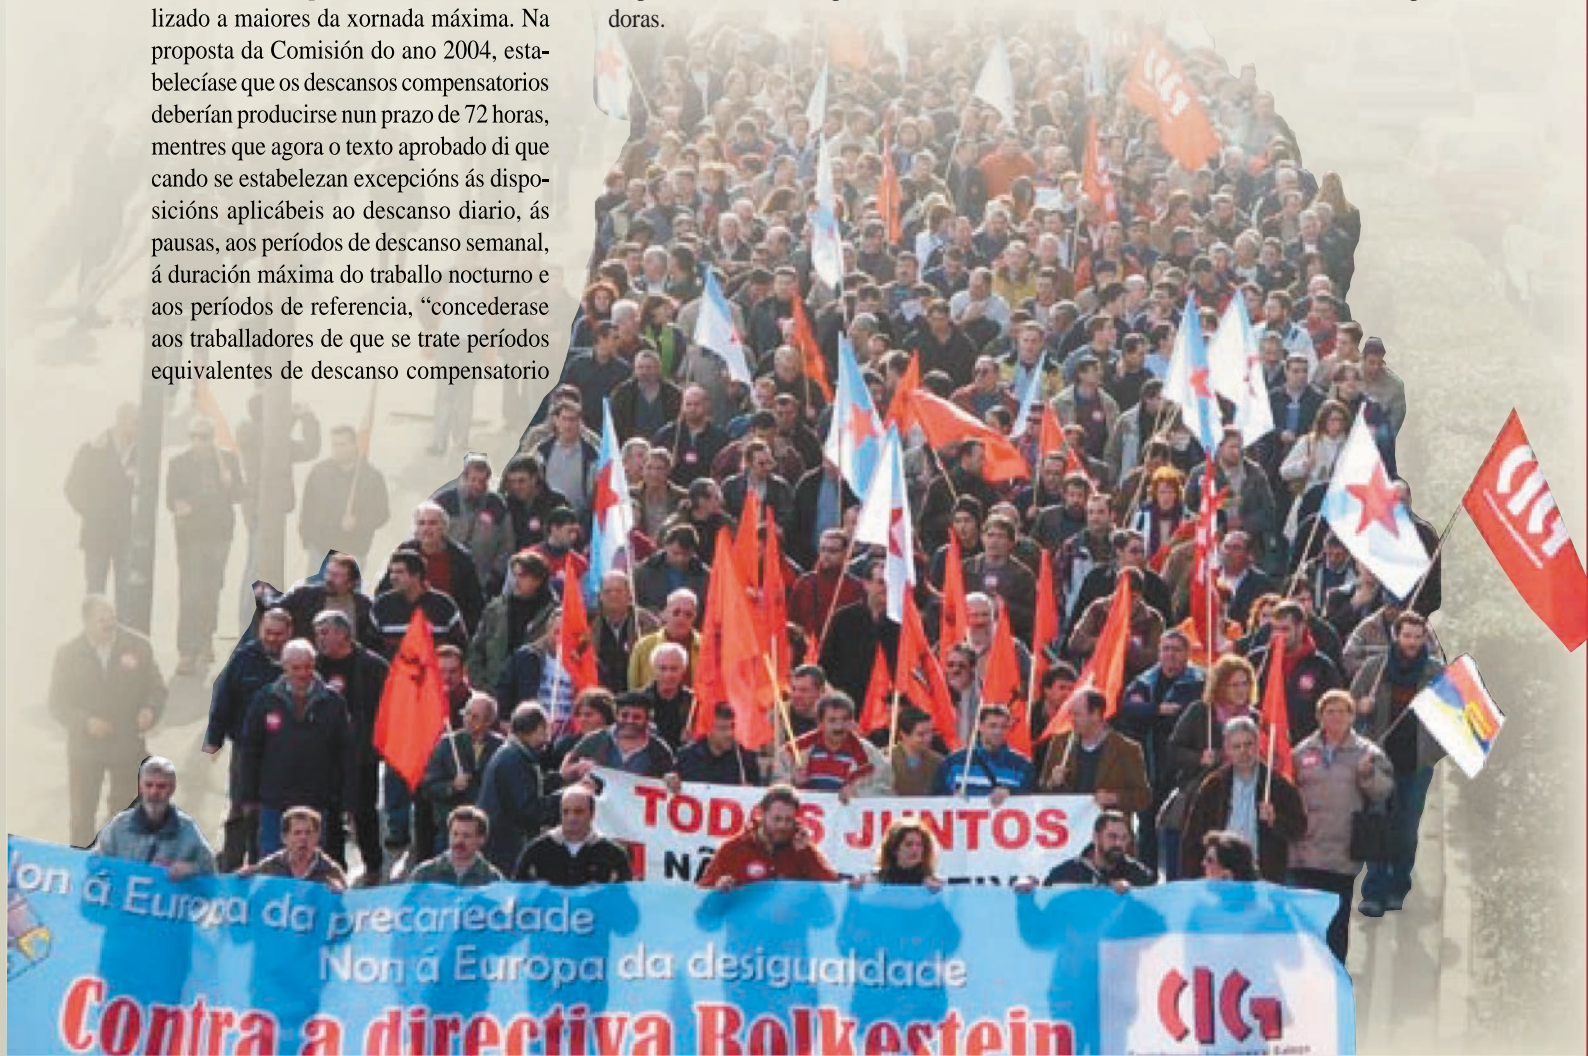 lizado a maiores da xornada máxima. Na
proposta da Comisión do ano 2004, esta-
belecíase que os descansos compensatorios
deberían producirse nun prazo de 72 horas,
mentres que agora o texto aprobado di que
cando se estabelezan excepcións ás dispo-
sicións aplicábeis ao descanso diario, ás
pausas, aos períodos de descanso semanal,
á duración máxima do traballo nocturno e
aos períodos de referencia, “concederase
aos traballadores de que se trate períodos
equivalentes de descanso compensatorio
doras.
CIG
CIG
TODOS JUNTOS
Non á Europa da precariedade
Non á Europa da desigualdade
Contra a directiva Bolkestein
CIG